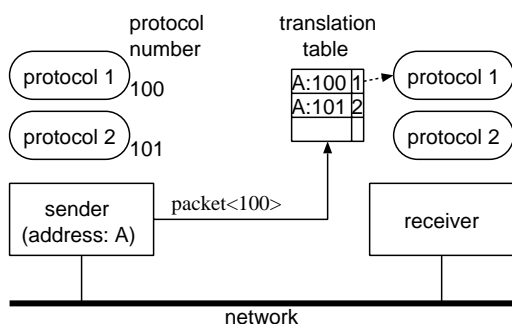 protocol number
translation table
protocol 1
100
A:100 1
A:101 2
protocol 1
protocol 2
101
protocol 2
sender
(address: A)
packet<100>
receiver
network